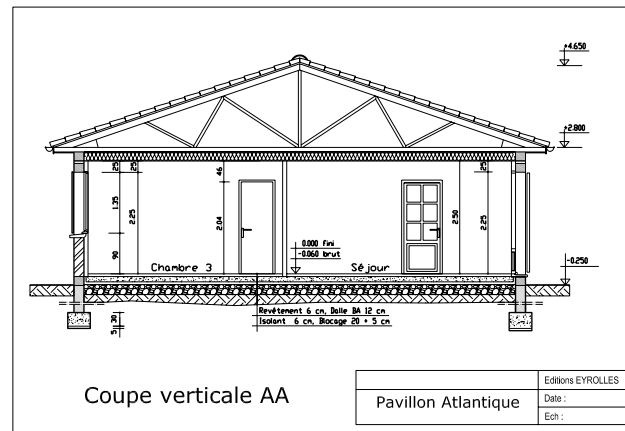 +4.650
+2.800
25
25
46
25
1.35
2.25
2.04
2.50
2.25
90
0.000 fini
-0.060 brut
Chambre 3
Séjour
-0.250
Revêtement 6 cm, Dalle BA 12 cm
Isolant 6 cm, Blocage 20 + 5 cm
5 30
Coupe verticale AA
Pavillon Atlantique
Editions EYROLLES
Date :
Ech :